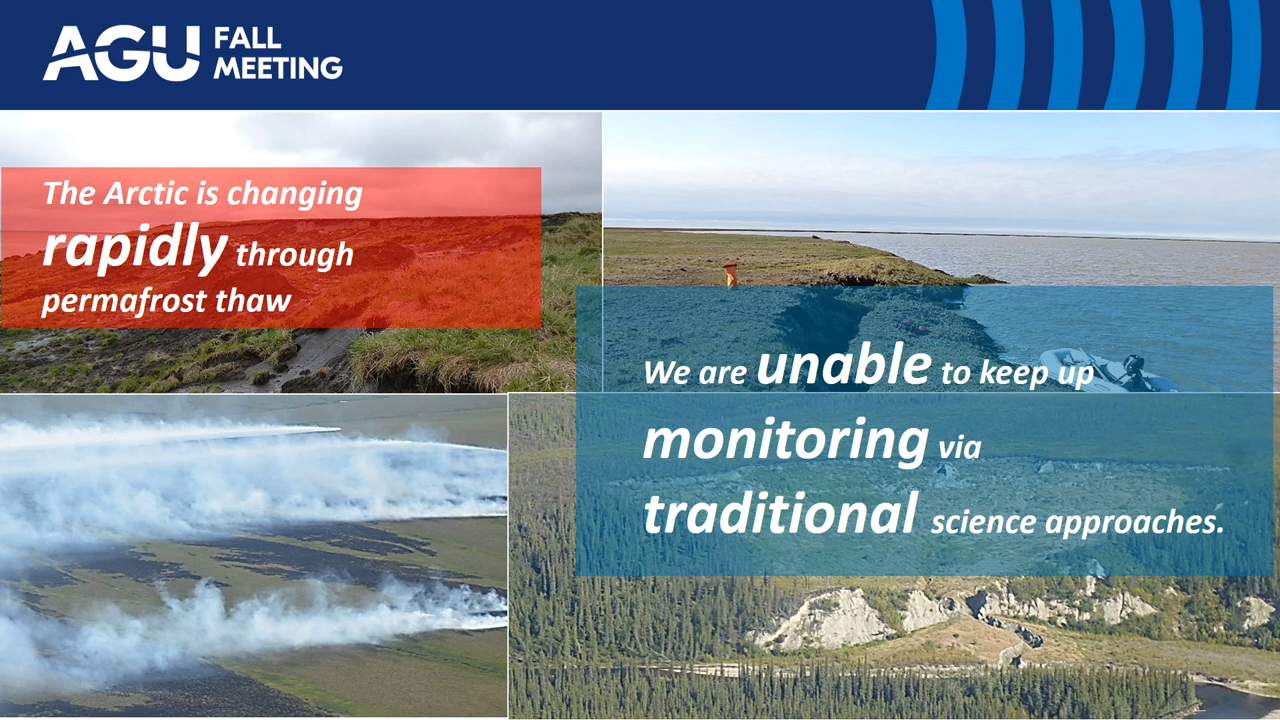 AGU FALL
MEETING
The Arctic is changing
rapidly through
permafrost thaw
We are unable to keep up
monitoring via
traditional science approaches.